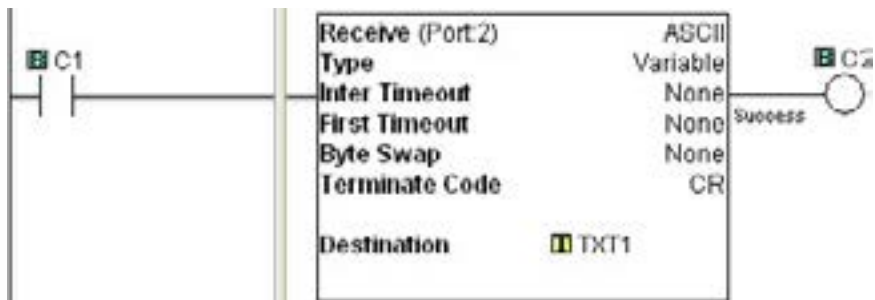 B C1
Receive (Port:2) ASCII
Type Variable
Inter Timeout None
First Timeout None
Byte Swap None
Terminate Code CR
Destination T TXT1
B C2
Success